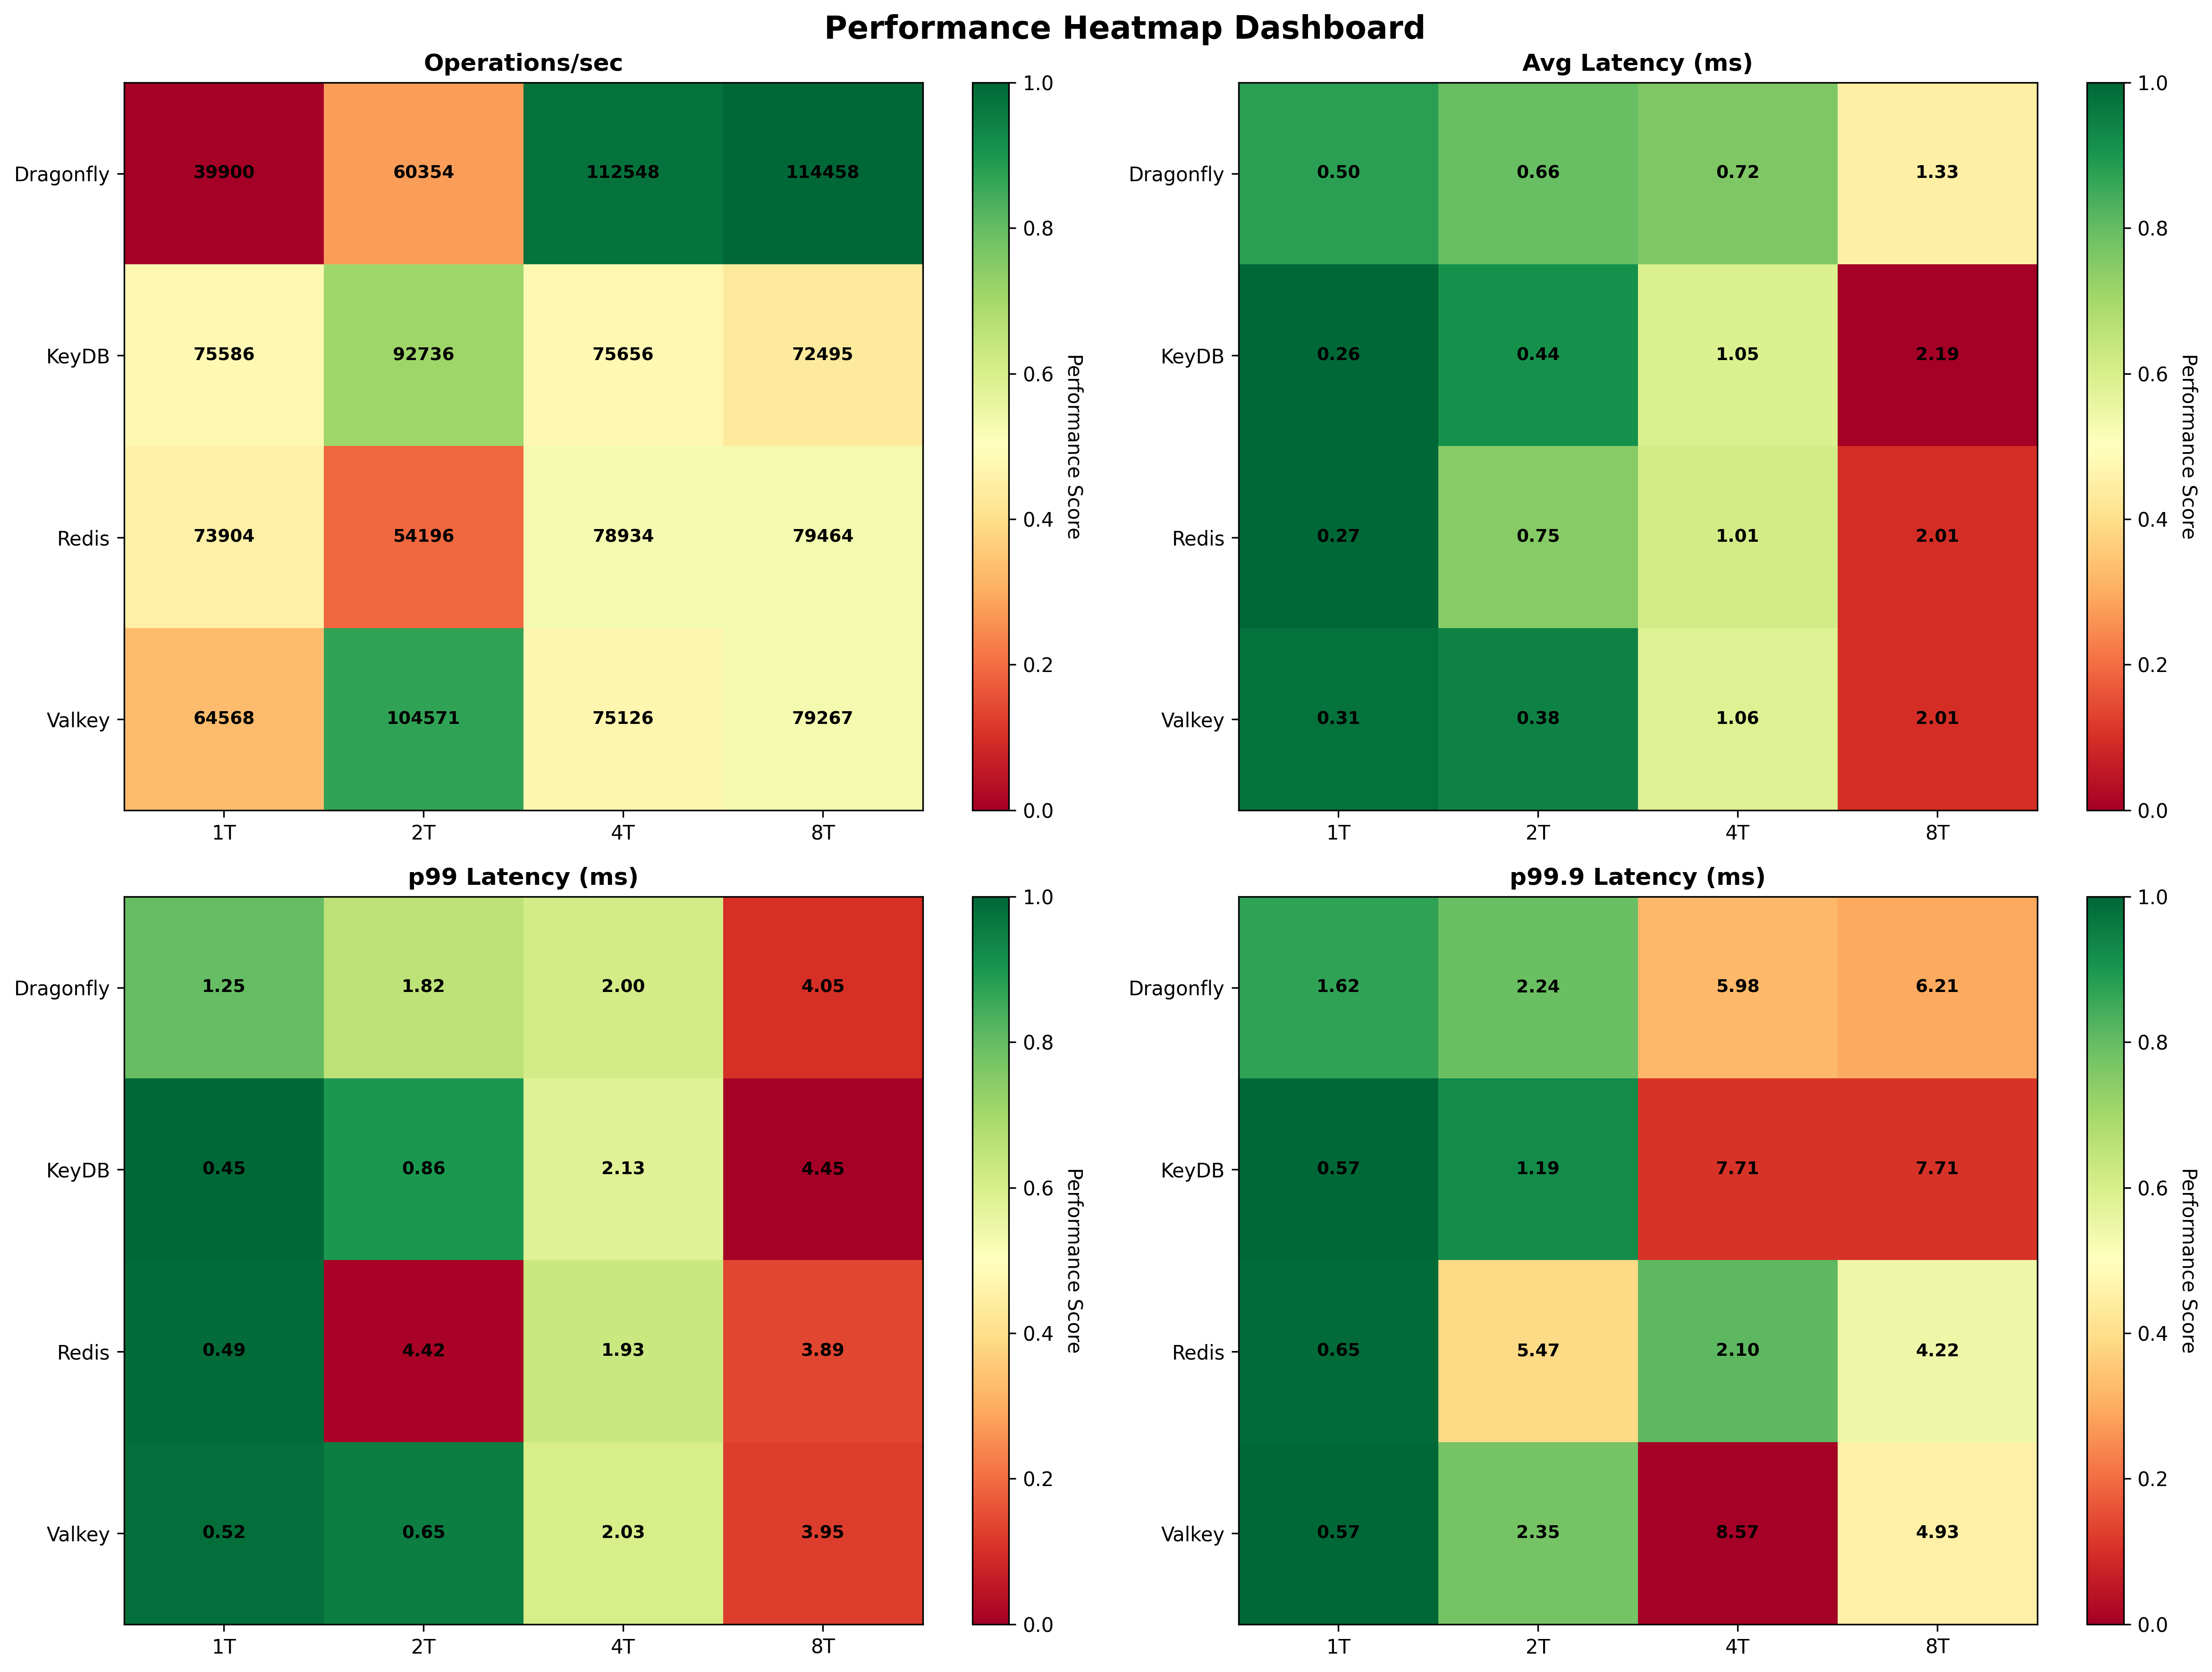 Performance Heatmap Dashboard
Operations/sec
Dragonfly 39900 60354 112548 114458
KeyDB 75586 92736 75656 72495
Redis 73904 54196 78934 79464
Valkey 64568 104571 75126 79267
1T 2T 4T 8T
1.0
0.8
0.6
0.4
0.2
0.0
Performance Score
Avg Latency (ms)
Dragonfly 0.50 0.66 0.72 1.33
KeyDB 0.26 0.44 1.05 2.19
Redis 0.27 0.75 1.01 2.01
Valkey 0.31 0.38 1.06 2.01
1T 2T 4T 8T
1.0
0.8
0.6
0.4
0.2
0.0
Performance Score
p99 Latency (ms)
Dragonfly 1.25 1.82 2.00 4.05
KeyDB 0.45 0.86 2.13 4.45
Redis 0.49 4.42 1.93 3.89
Valkey 0.52 0.65 2.03 3.95
1T 2T 4T 8T
1.0
0.8
0.6
0.4
0.2
0.0
Performance Score
p99.9 Latency (ms)
Dragonfly 1.62 2.24 5.98 6.21
KeyDB 0.57 1.19 7.71 7.71
Redis 0.65 5.47 2.10 4.22
Valkey 0.57 2.35 8.57 4.93
1T 2T 4T 8T
1.0
0.8
0.6
0.4
0.2
0.0
Performance Score